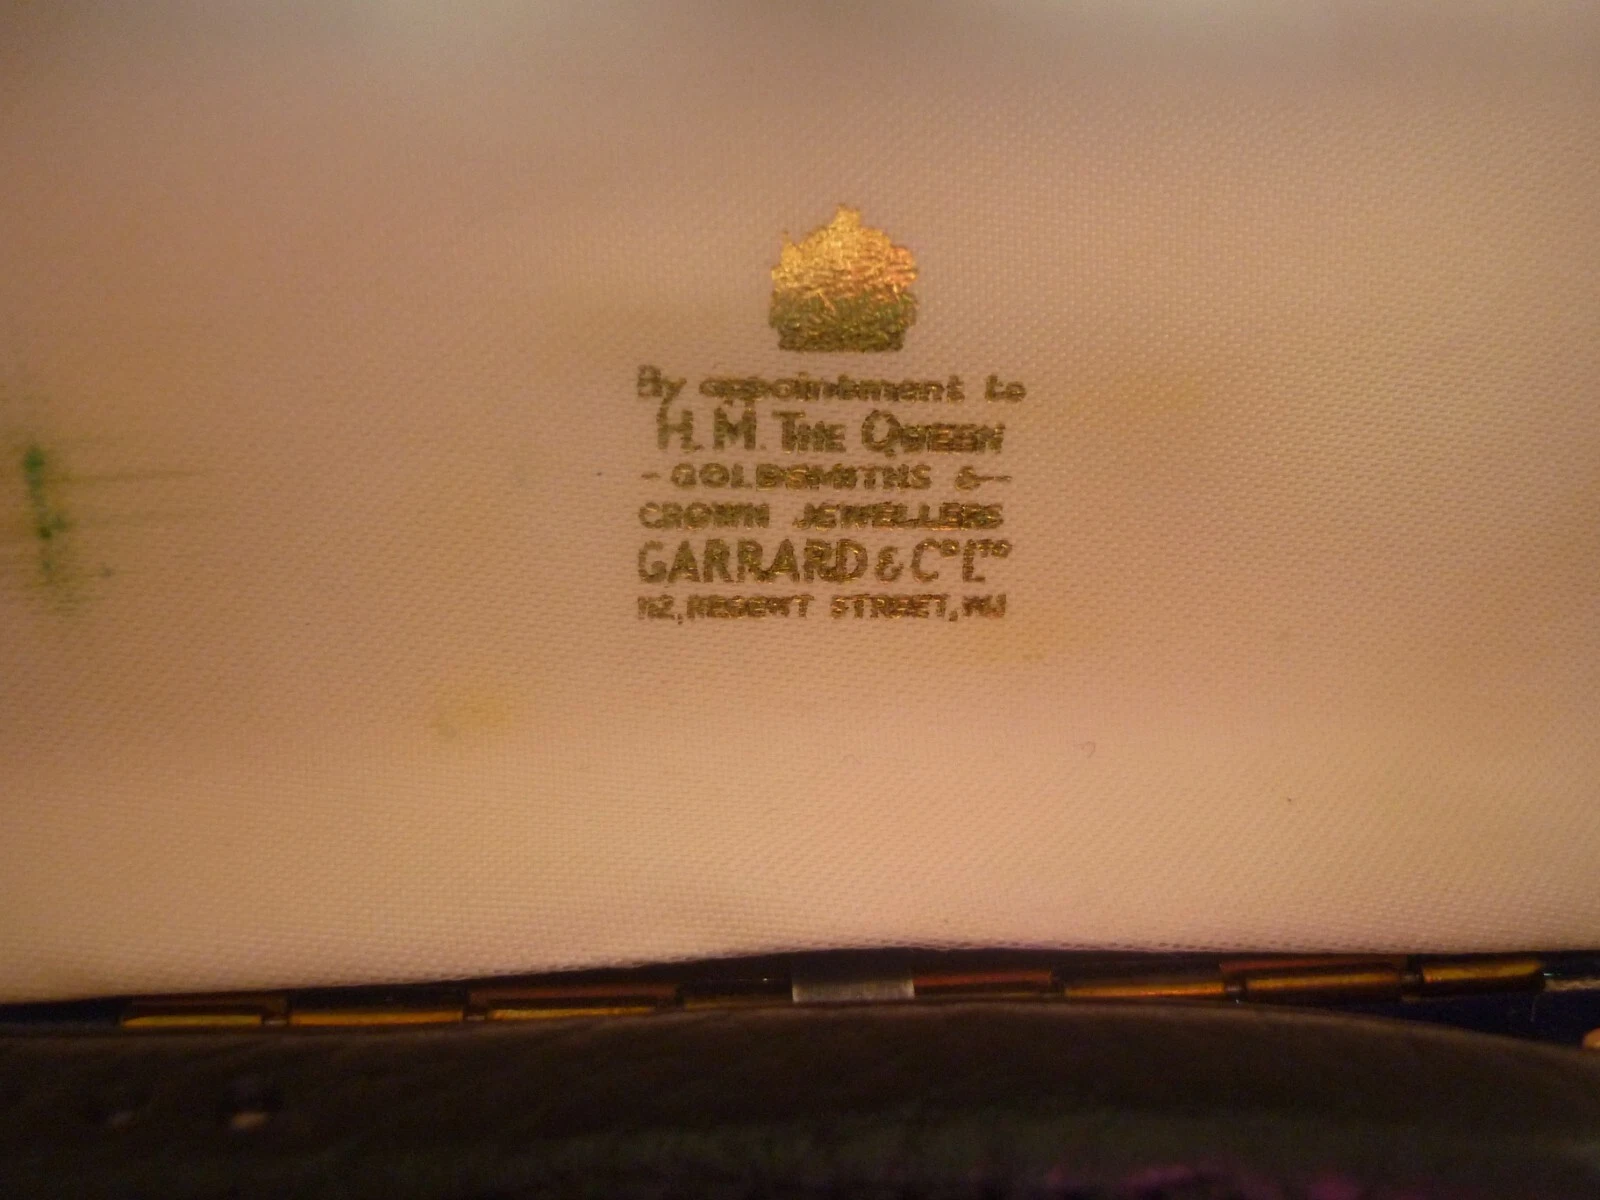 By appointment to
H.M. THE QUEEN
- GOLDSMITHS & -
CROWN JEWELLERS
GARRARD & Co LTD
112, REGENT STREET, W.1